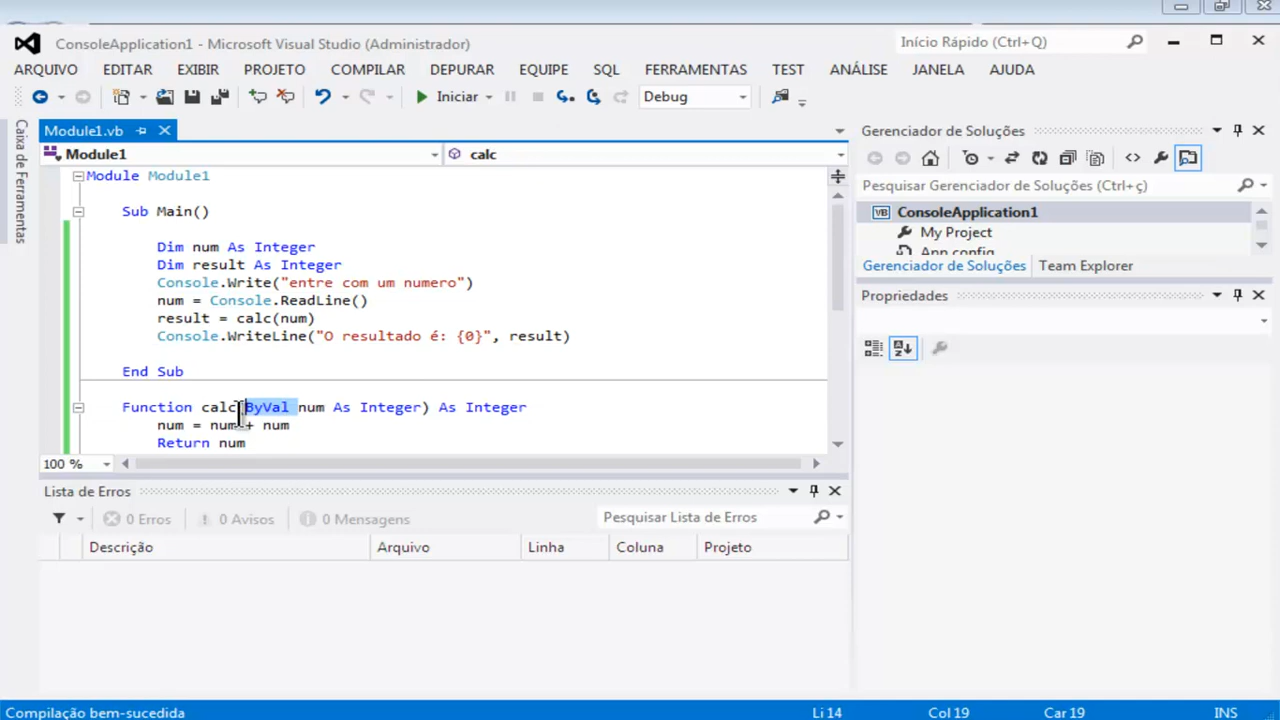 ConsoleApplication1 - Microsoft Visual Studio (Administrador)
Início Rápido (Ctrl+Q)
ARQUIVO EDITAR EXIBIR PROJETO COMPILAR DEPURAR EQUIPE SQL FERRAMENTAS TEST ANÁLISE JANELA AJUDA
Iniciar Debug
Caixa de Ferramentas
Module1.vb
Module1 calc
Module Module1
Sub Main()
Dim num As Integer
Dim result As Integer
Console.Write("entre com um numero")
num = Console.ReadLine()
result = calc(num)
Console.WriteLine("O resultado é: {0}", result)
End Sub
Function calc(ByVal num As Integer) As Integer
num = num + num
Return num
100 %
Lista de Erros
0 Erros 0 Avisos 0 Mensagens Pesquisar Lista de Erros
Descrição Arquivo Linha Coluna Projeto
Gerenciador de Soluções
Pesquisar Gerenciador de Soluções (Ctrl+ç)
VB ConsoleApplication1
My Project
App.config
Gerenciador de Soluções Team Explorer
Propriedades
Compilação bem-sucedida Li 14 Col 19 Car 19 INS